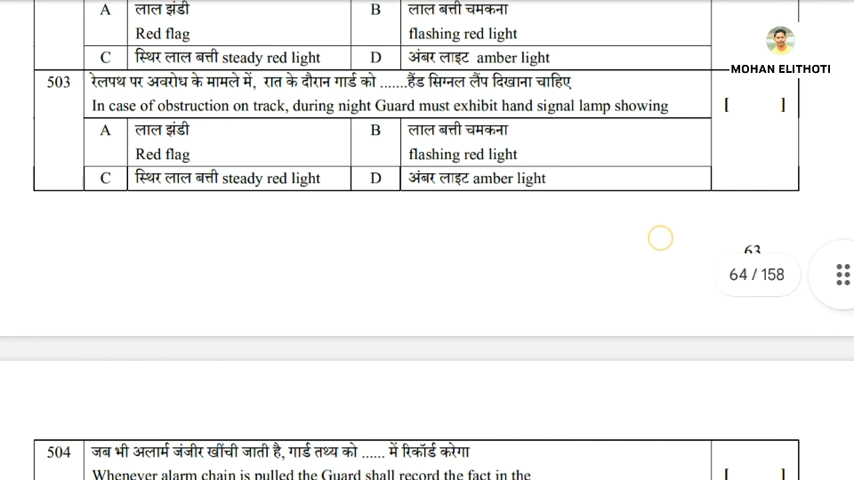 A लाल झंडी B लाल बत्ती चमकना
Red flag flashing red light
C स्थिर लाल बत्ती steady red light D अंबर लाइट amber light
MOHAN ELITHOTI
503 रेलपथ पर अवरोध के मामले में, रात के दौरान गार्ड को .......हैंड सिग्नल लैंप दिखाना चाहिए
In case of obstruction on track, during night Guard must exhibit hand signal lamp showing [ ]
A लाल झंडी B लाल बत्ती चमकना
Red flag flashing red light
C स्थिर लाल बत्ती steady red light D अंबर लाइट amber light
63
64 / 158
504 जब भी अलार्म जंजीर खींची जाती है, गार्ड तथ्य को ...... में रिकॉर्ड करेगा
Whenever alarm chain is pulled the Guard shall record the fact in the [ ]